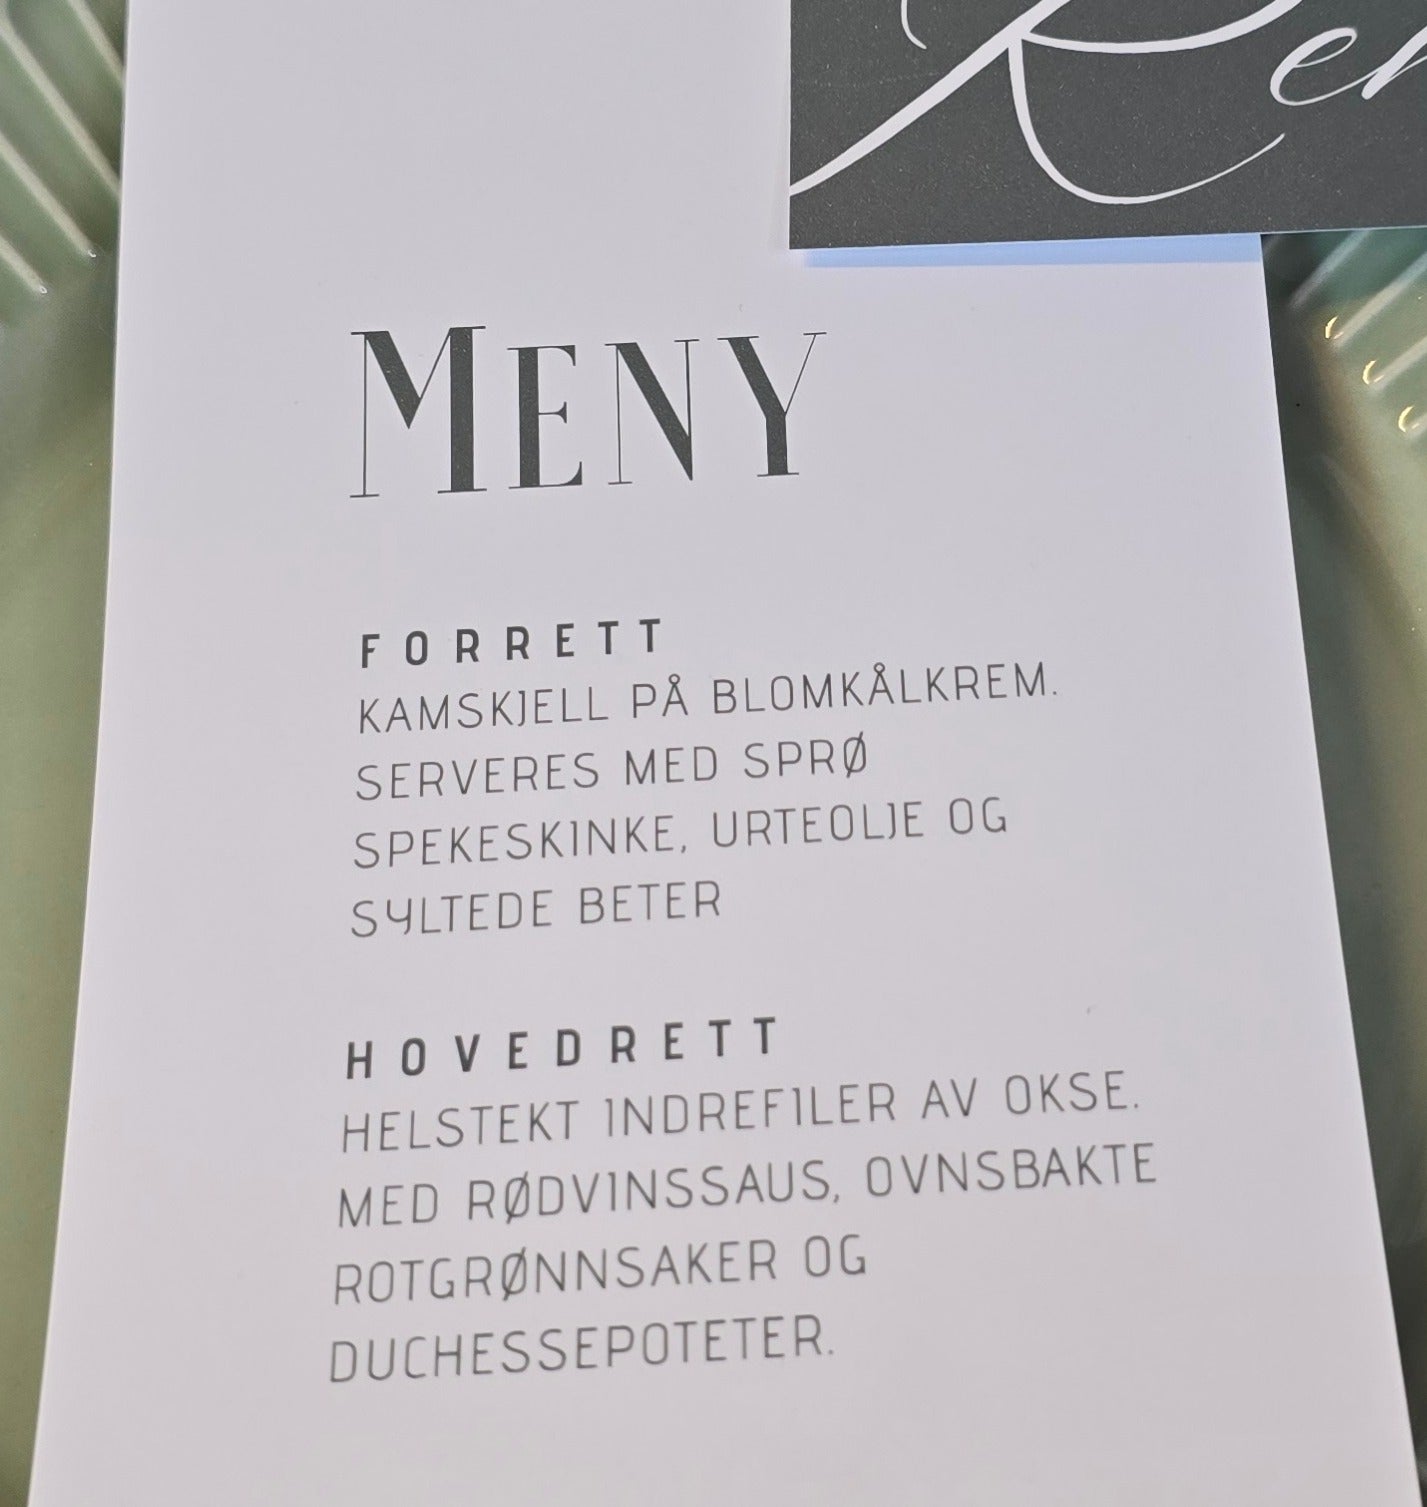 MENY
FORRETT
KAMSKJELL PÅ BLOMKÅLKREM.
SERVERES MED SPRØ
SPEKESKINKE, URTEOLJE OG
SYLTEDE BETER
HOVEDRETT
HELSTEKT INDREFILER AV OKSE.
MED RØDVINSSAUS, OVNSBAKTE
ROTGRØNNSAKER OG
DUCHESSEPOTETER.